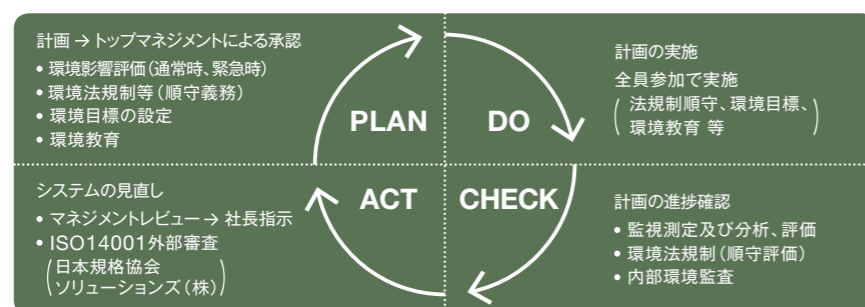 計画→トップマネジメントによる承認
• 環境影響評価(通常時、緊急時)
• 環境法規制等(順守義務)
• 環境目標の設定
• 環境教育
PLAN
DO
計画の実施
全員参加で実施
(法規制順守、環境目標、
環境教育 等)
システムの見直し
• マネジメントレビュー→ 社長指示
• ISO14001外部審査
(日本規格協会
ソリューションズ(株))
ACT
CHECK
計画の進捗確認
• 監視測定及び分析、評価
• 環境法規制(順守評価)
• 内部環境監査